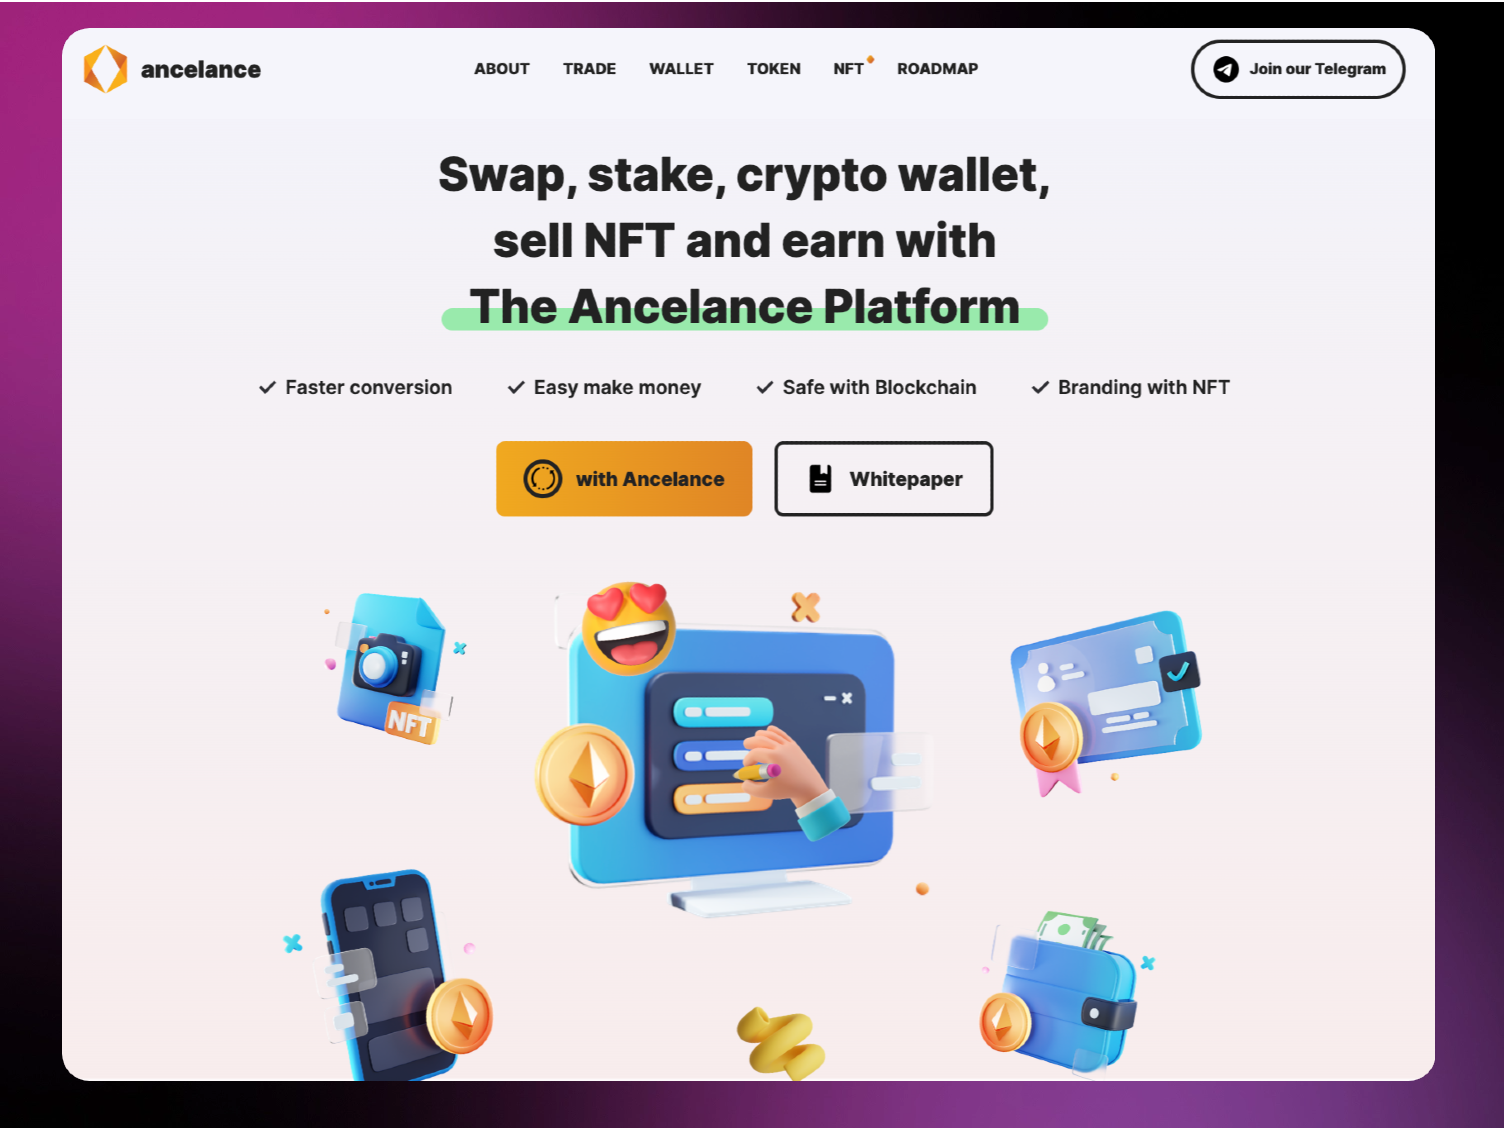 ancelance
ABOUT TRADE WALLET TOKEN NFT ROADMAP
Join our Telegram
Swap, stake, crypto wallet,
sell NFT and earn with
The Ancelance Platform
Faster conversion Easy make money Safe with Blockchain Branding with NFT
with Ancelance Whitepaper
NFT